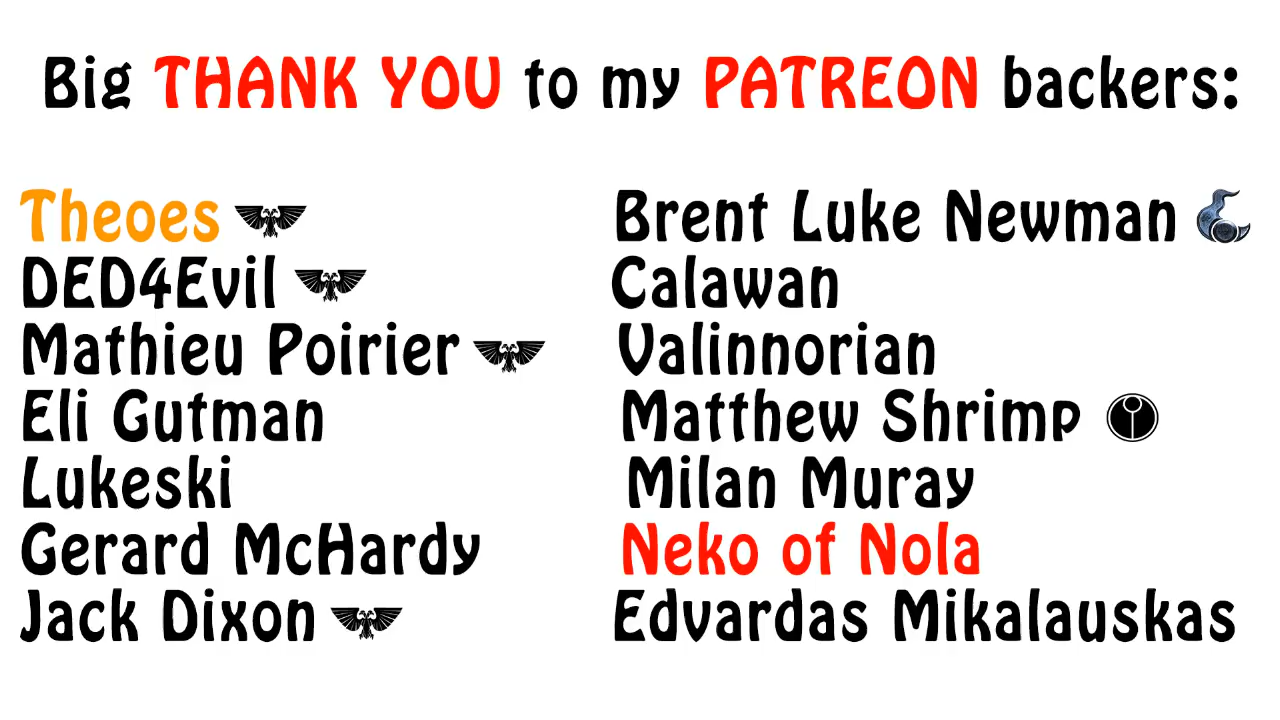 Big THANK YOU to my PATREON backers:
Theoes
DED4Evil
Mathieu Poirier
Eli Gutman
Lukeski
Gerard McHardy
Jack Dixon
Brent Luke Newman
Calawan
Valinnorian
Matthew Shrimp
Milan Muray
Neko of Nola
Edvardas Mikalauskas